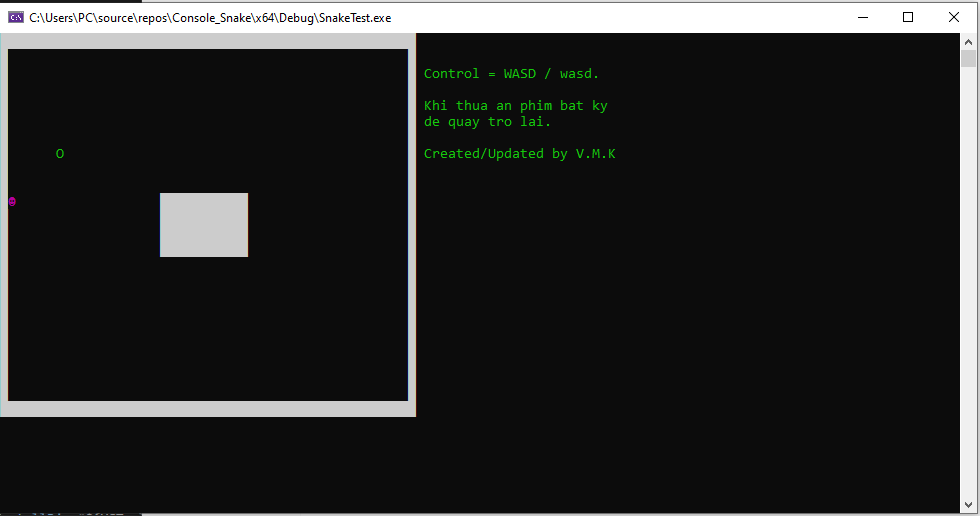 C:\Users\PC\source\repos\Console_Snake\x64\Debug\SnakeTest.exe
Control = WASD / wasd.
Khi thua an phim bat ky
de quay tro lai.
O
Created/Updated by V.M.K